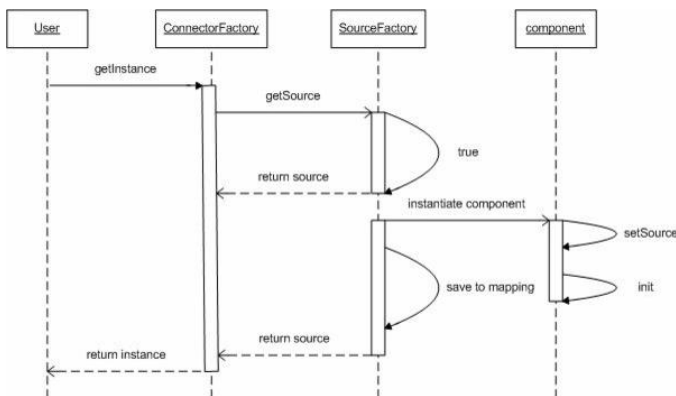 User
ConnectorFactory
SourceFactory
component
getInstance
getSource
true
return source
instantiate component
setSource
save to mapping
init
return source
return instance